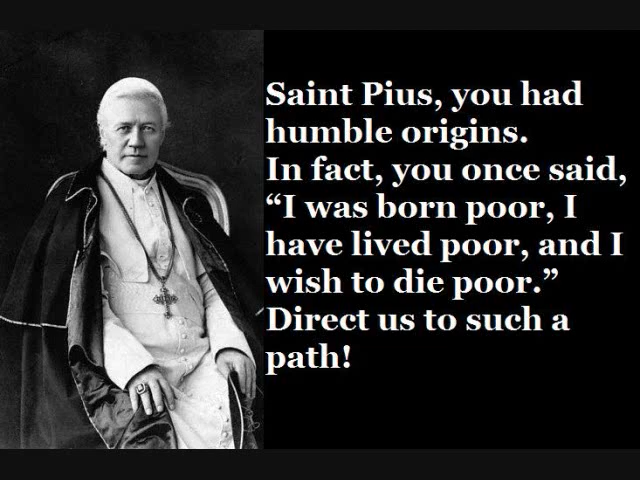 Saint Pius, you had
humble origins.
In fact, you once said,
“I was born poor, I
have lived poor, and I
wish to die poor.”
Direct us to such a
path!